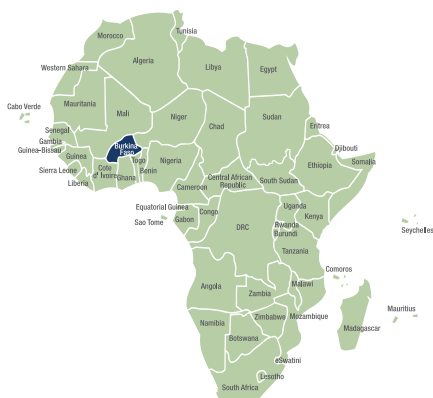 Tunisia
Morocco
Algeria
Libya
Egypt
Western Sahara
Cabo Verde
Mauritania
Mali
Niger
Chad
Sudan
Eritrea
Senegal
Gambia
Guinea-Bissau
Guinea
Sierra Leone
Liberia
Cote
d' Ivoire
Burkina
Faso
Ghana
Togo
Benin
Nigeria
Cameroon
Central African
Republic
South Sudan
Ethiopia
Djibouti
Somalia
Equatorial Guinea
Sao Tome
Gabon
Congo
DRC
Uganda
Kenya
Rwanda
Burundi
Tanzania
Seychelles
Comoros
Angola
Zambia
Malawi
Mozambique
Zimbabwe
Namibia
Botswana
Madagascar
Mauritius
eSwatini
Lesotho
South Africa